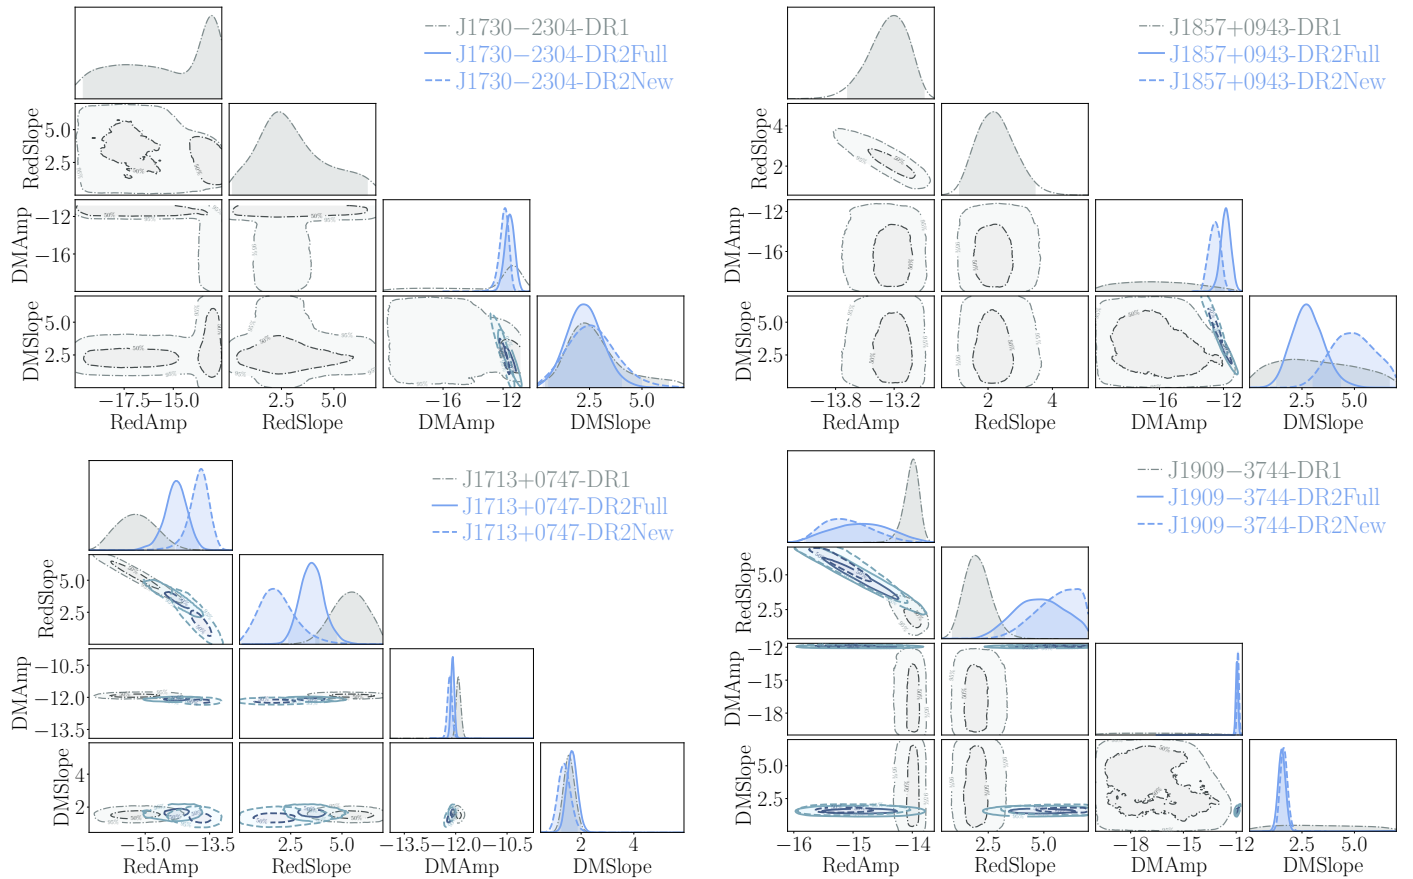 J1730−2304-DR1
J1730−2304-DR2Full
J1730−2304-DR2New
RedSlope
5.0
2.5
DMAmp
−12
−16
DMSlope
5.0
2.5
−17.5 −15.0
2.5 5.0
−12
2.5 5.0
RedAmp
RedSlope
DMAmp
DMSlope
J1857+0943-DR1
J1857+0943-DR2Full
J1857+0943-DR2New
RedSlope
4
2
DMAmp
−12
−16
DMSlope
5.0
2.5
−13.8 −13.2
2 4
−16 −12
2.5 5.0
RedAmp
RedSlope
DMAmp
DMSlope
J1713+0747-DR1
J1713+0747-DR2Full
J1713+0747-DR2New
RedSlope
5.0
2.5
DMAmp
−10.5
−12.0
−13.5
DMSlope
4
2
−15.0 −13.5
2.5 5.0
−13.5 −12.0 −10.5
2 4
RedAmp
RedSlope
DMAmp
DMSlope
J1909−3744-DR1
J1909−3744-DR2Full
J1909−3744-DR2New
RedSlope
5.0
2.5
DMAmp
−12
−15
−18
DMSlope
5.0
2.5
−16 −15 −14
2.5 5.0
−18 −15 −12
2.5 5.0
RedAmp
RedSlope
DMAmp
DMSlope